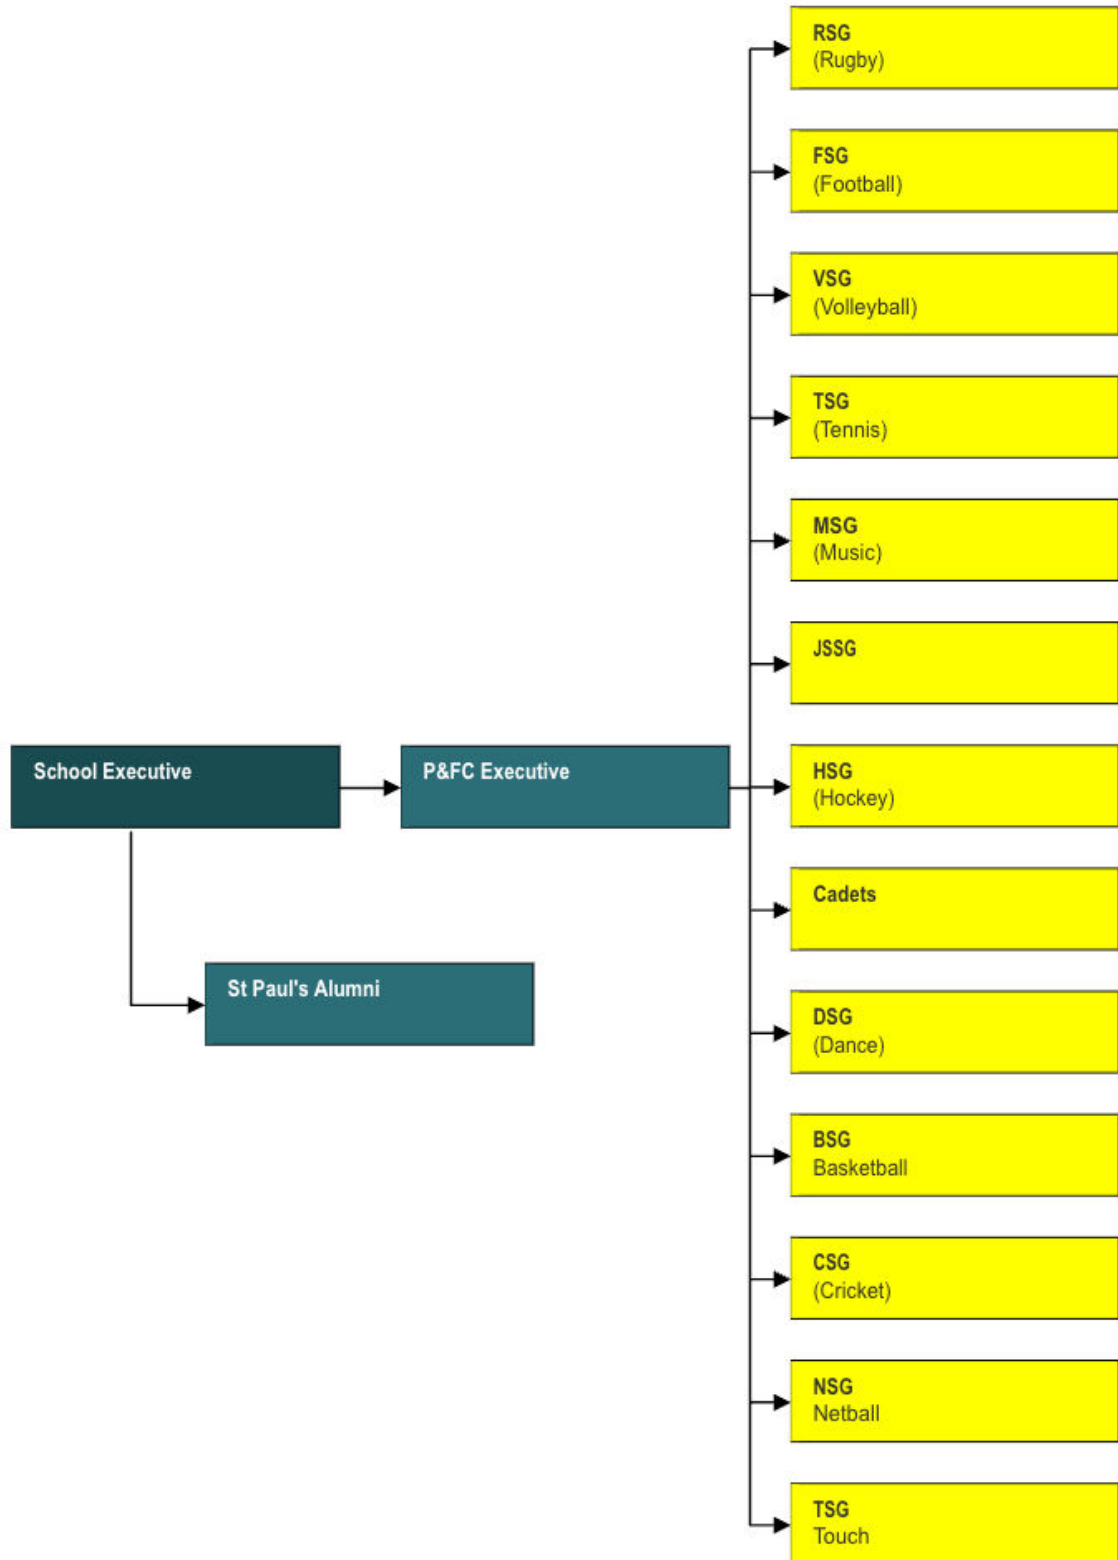 RSG
(Rugby)
FSG
(Football)
VSG
(Volleyball)
TSG
(Tennis)
MSG
(Music)
JSSG
School Executive
P&FC Executive
HSG
(Hockey)
Cadets
St Paul's Alumni
DSG
(Dance)
BSG
Basketball
CSG
(Cricket)
NSG
Netball
TSG
Touch